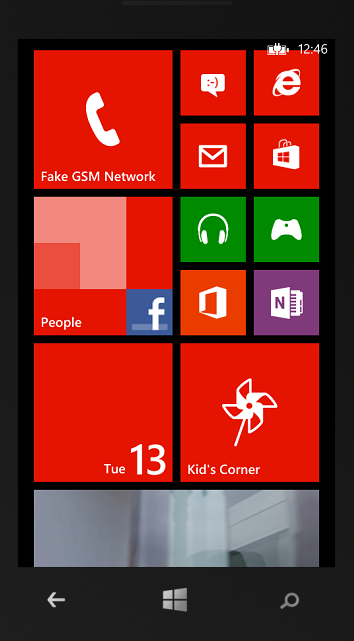 12:46
:-)
Fake GSM Network
People
f
N
Tue 13
Kid's Corner